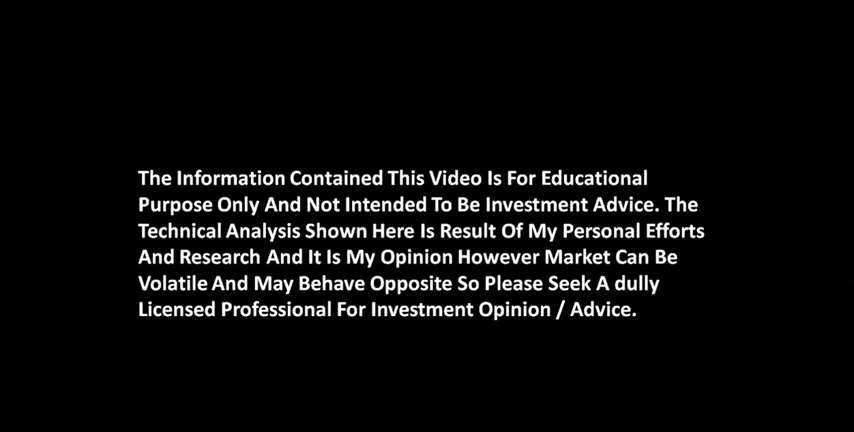 The Information Contained This Video Is For Educational
Purpose Only And Not Intended To Be Investment Advice. The
Technical Analysis Shown Here Is Result Of My Personal Efforts
And Research And It Is My Opinion However Market Can Be
Volatile And May Behave Opposite So Please Seek A dully
Licensed Professional For Investment Opinion / Advice.